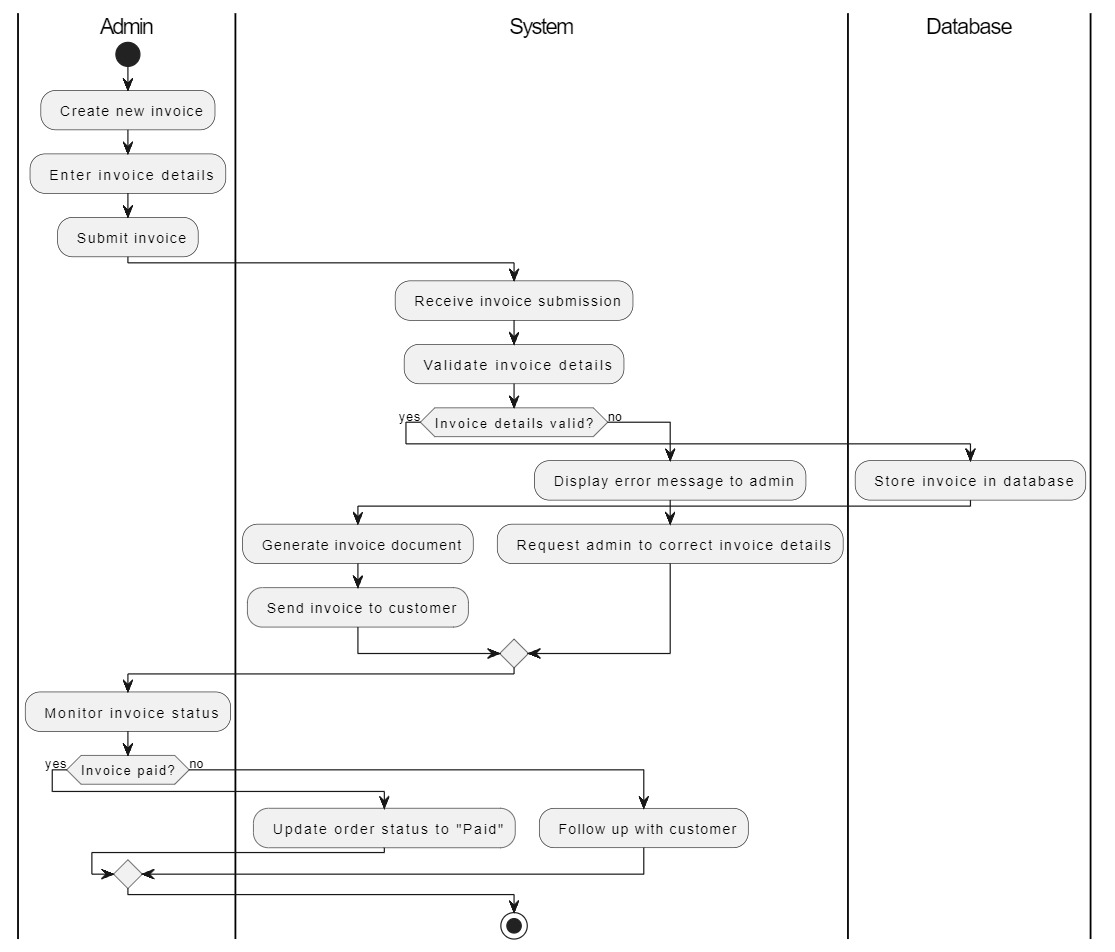 Admin
System
Database
Create new invoice
Enter invoice details
Submit invoice
Receive invoice submission
Validate invoice details
yes
Invoice details valid?
no
Display error message to admin
Store invoice in database
Generate invoice document
Request admin to correct invoice details
Send invoice to customer
Monitor invoice status
yes
Invoice paid?
no
Update order status to "Paid"
Follow up with customer